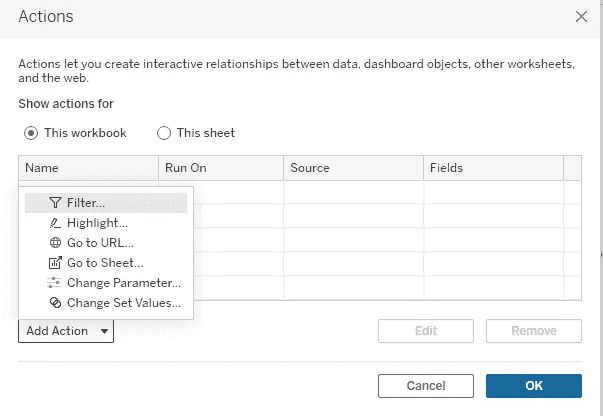 Actions
Actions let you create interactive relationships between data, dashboard objects, other worksheets,
and the web.
Show actions for
This workbook This sheet
Name Run On Source Fields
Filter...
Highlight...
Go to URL...
Go to Sheet...
Change Parameter...
Change Set Values...
Add Action Edit Remove
Cancel OK